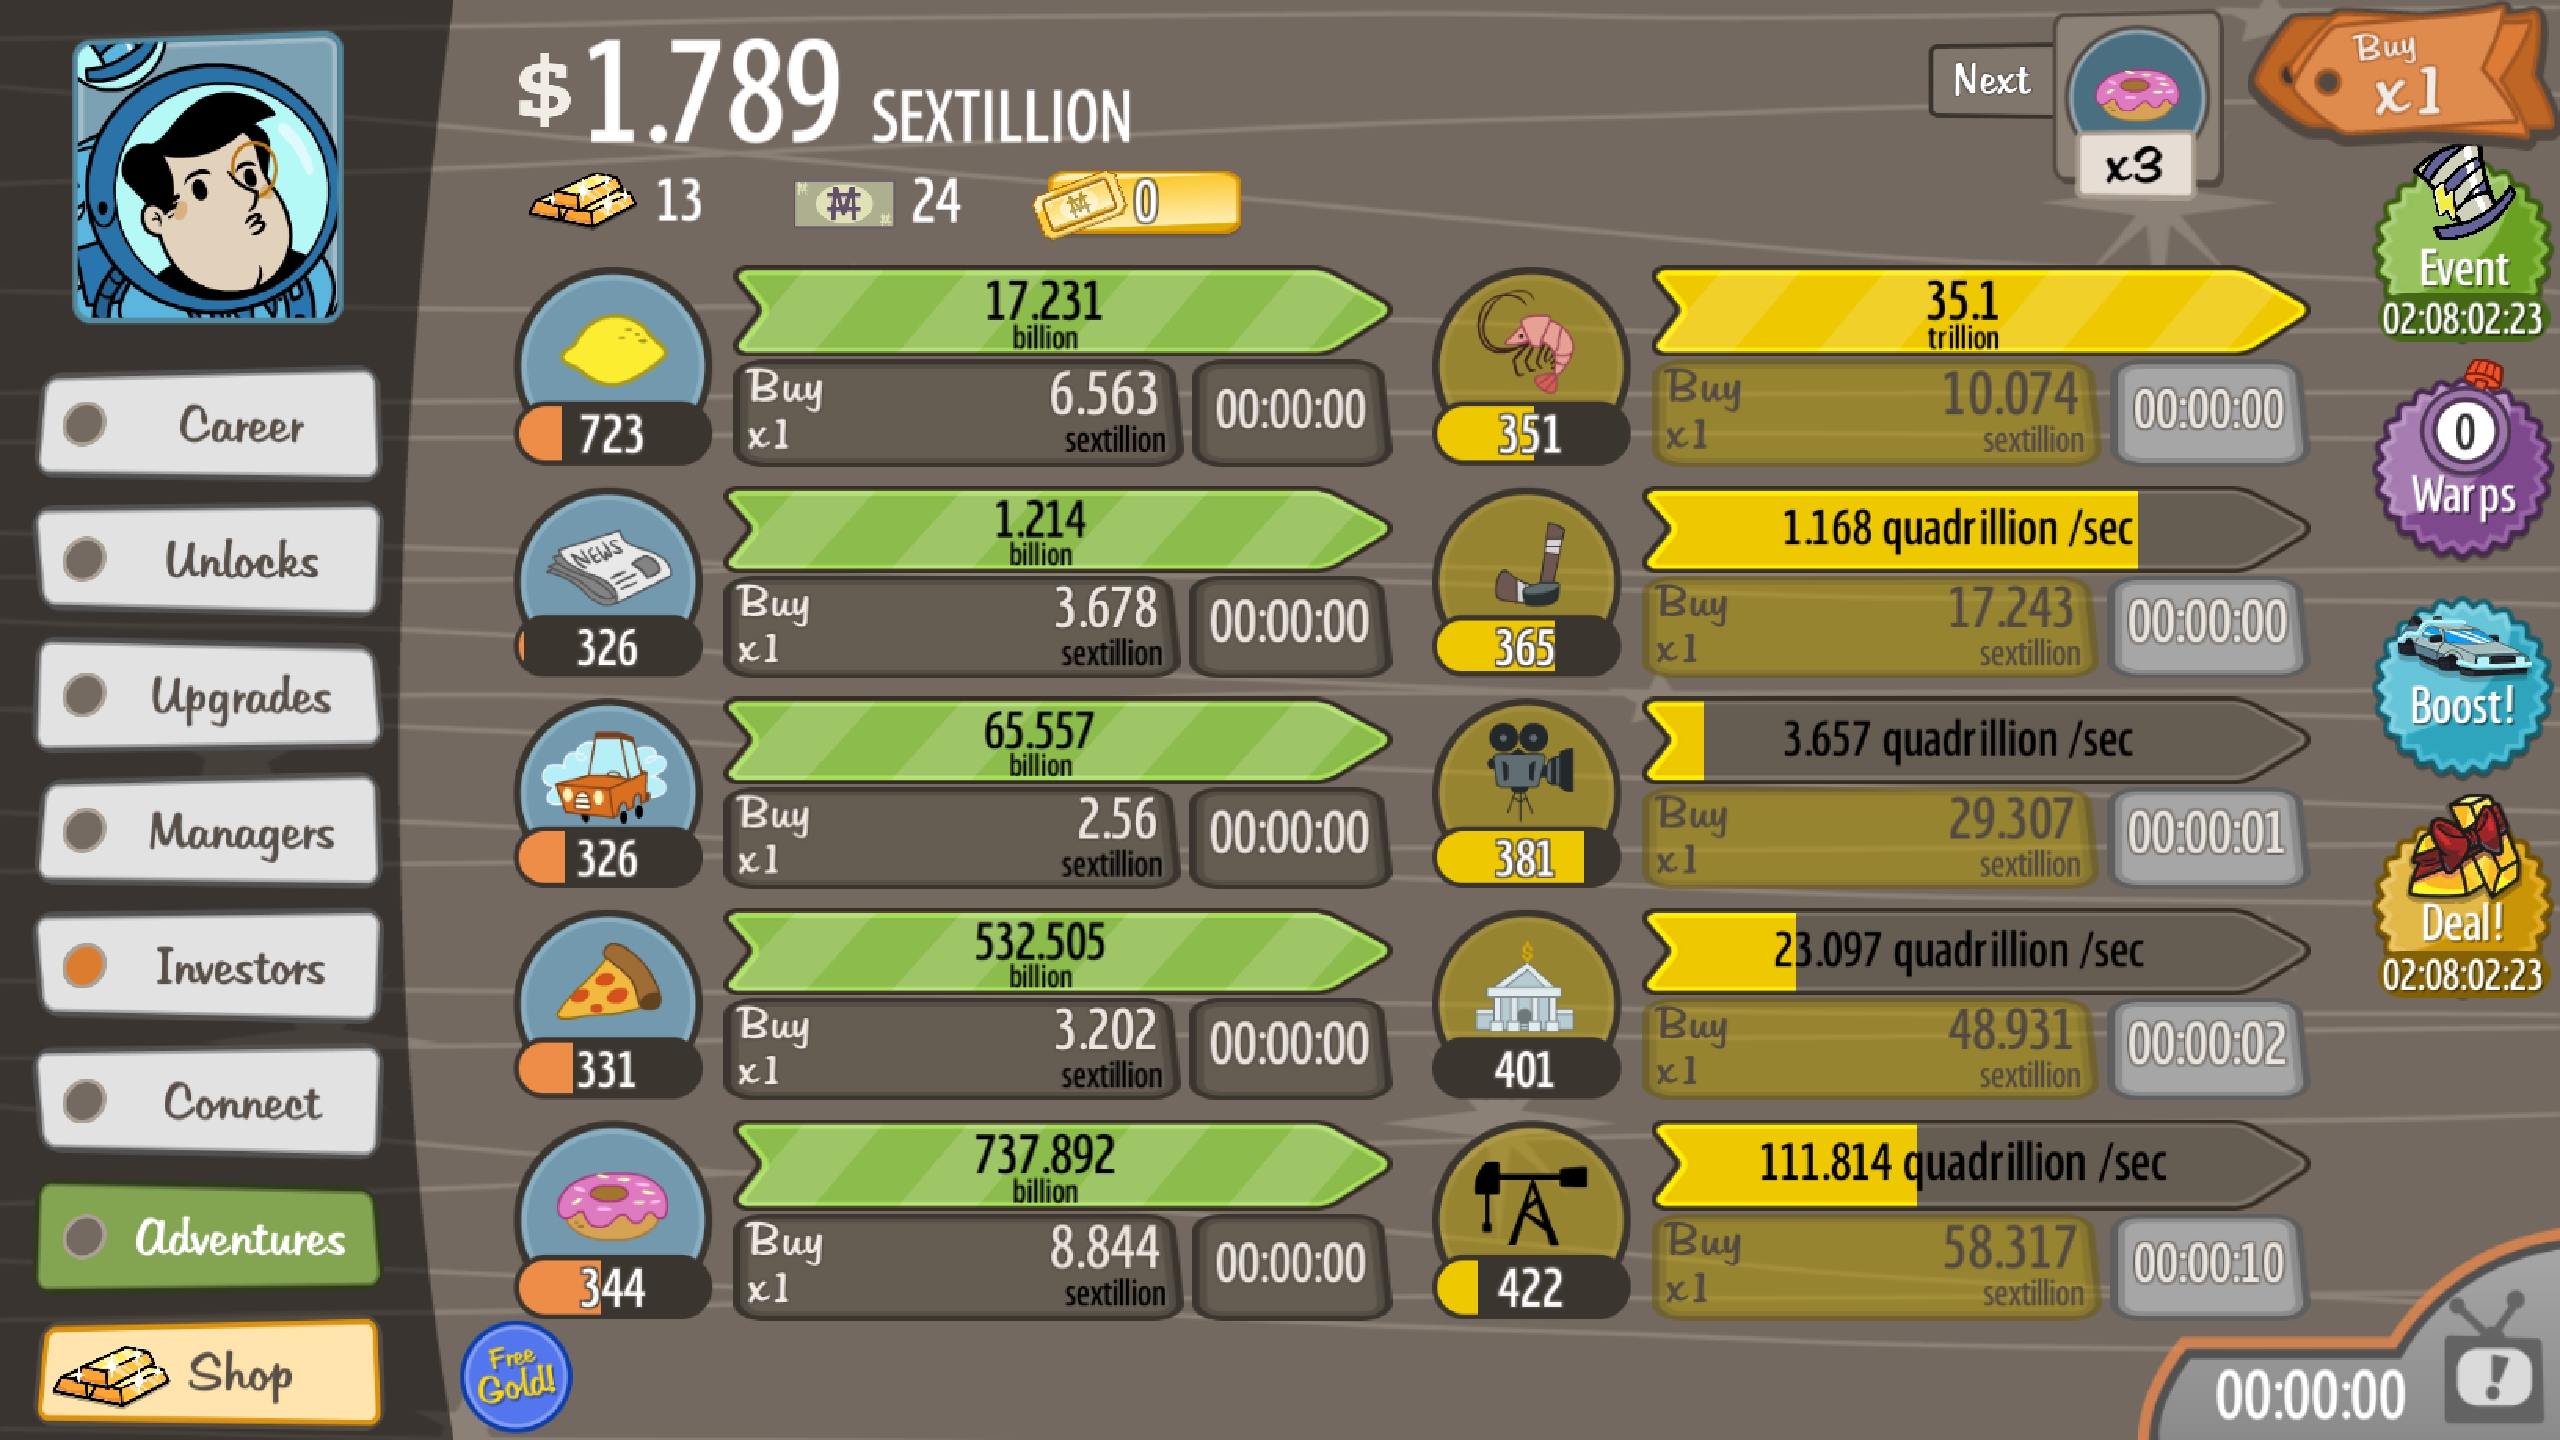 $1.789 SEXTILLION
13
24
0
Next
x3
Buy
x1
Career
Unlocks
Upgrades
Managers
Investors
Connect
Adventures
Shop
17.231
billion
723
Buy
x1
6.563
sextillion
00:00:00
NEWS
1.214
billion
326
Buy
x1
3.678
sextillion
00:00:00
65.557
billion
326
Buy
x1
2.56
sextillion
00:00:00
532.505
billion
331
Buy
x1
3.202
sextillion
00:00:00
737.892
billion
344
Buy
x1
8.844
sextillion
00:00:00
35.1
trillion
351
Buy
x1
10.074
sextillion
00:00:00
1.168 quadrillion /sec
365
Buy
x1
17.243
sextillion
00:00:00
3.657 quadrillion /sec
381
Buy
x1
29.307
sextillion
00:00:01
23.097 quadrillion /sec
401
Buy
x1
48.931
sextillion
00:00:02
111.814 quadrillion /sec
422
Buy
x1
58.317
sextillion
00:00:10
Event
02:08:02:23
0
Warps
Boost!
Deal!
02:08:02:23
Free
Gold!
00:00:00
!